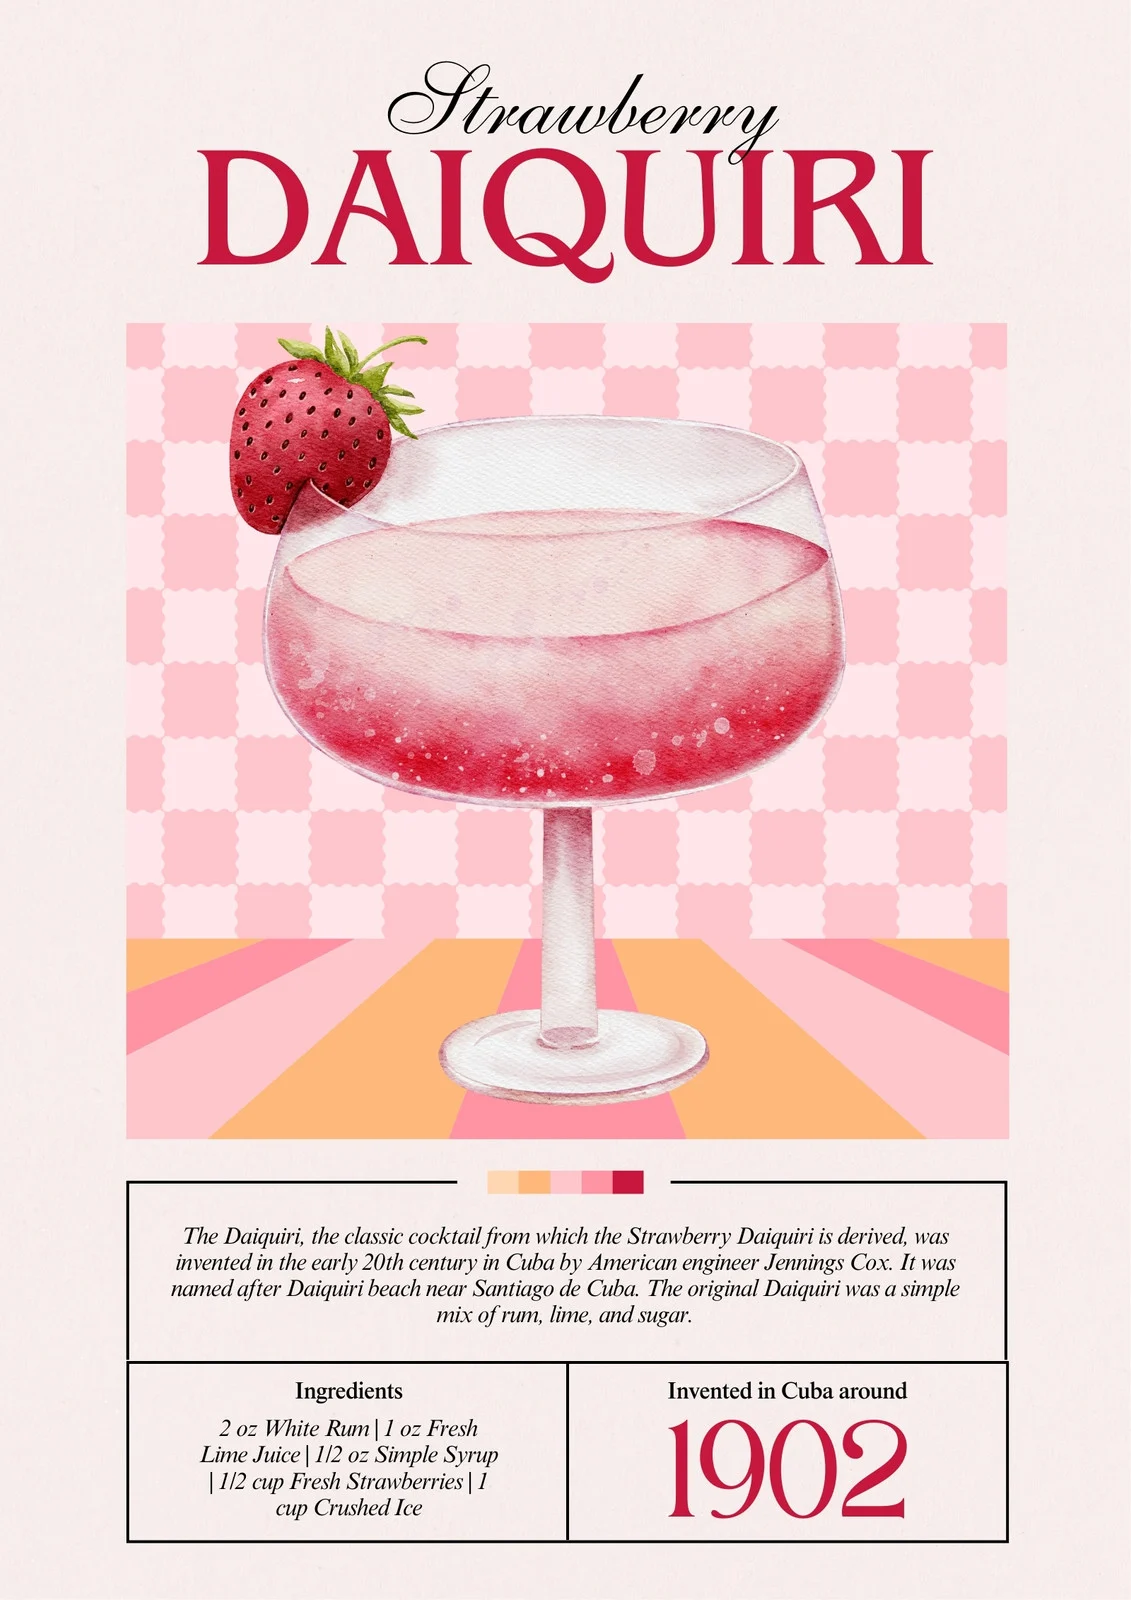 Strawberry
DAIQUIRI
The Daiquiri, the classic cocktail from which the Strawberry Daiquiri is derived, was
invented in the early 20th century in Cuba by American engineer Jennings Cox. It was
named after Daiquiri beach near Santiago de Cuba. The original Daiquiri was a simple
mix of rum, lime, and sugar.
Ingredients
2 oz White Rum | 1 oz Fresh
Lime Juice | 1/2 oz Simple Syrup
| 1/2 cup Fresh Strawberries | 1
cup Crushed Ice
Invented in Cuba around
1902